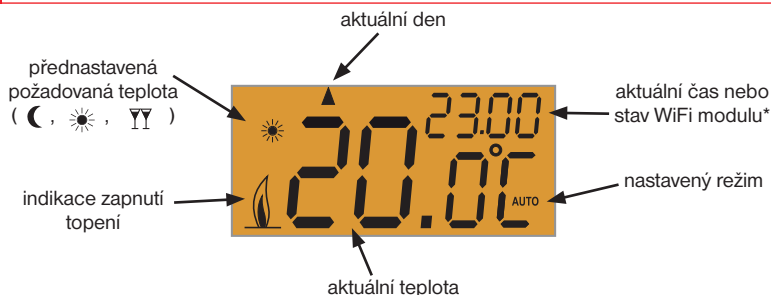 aktuální den
přednastavená
požadovaná teplota
( , , )
aktuální čas nebo
stav WiFi modulu*
23.00
20.0°C
AUTO
indikace zapnutí
topení
nastavený režim
aktuální teplota